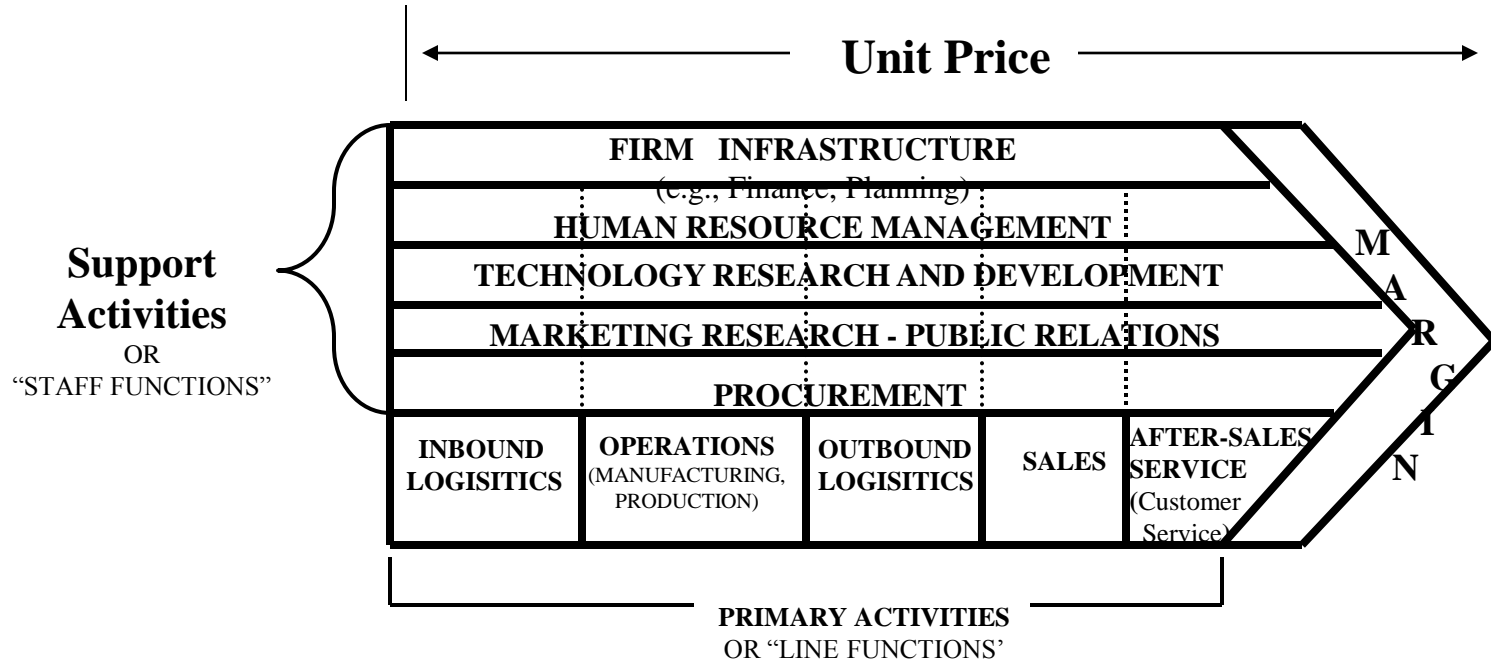 Unit Price
FIRM INFRASTRUCTURE
(e.g., Finance, Planning)
HUMAN RESOURCE MANAGEMENT
TECHNOLOGY RESEARCH AND DEVELOPMENT
MARKETING RESEARCH - PUBLIC RELATIONS
PROCUREMENT
Support
Activities
OR
“STAFF FUNCTIONS”
INBOUND
LOGISITICS
OPERATIONS
(MANUFACTURING,
PRODUCTION)
OUTBOUND
LOGISITICS
SALES
AFTER-SALES
SERVICE
(Customer
Service)
M
A
R
G
I
N
PRIMARY ACTIVITIES
OR “LINE FUNCTIONS’